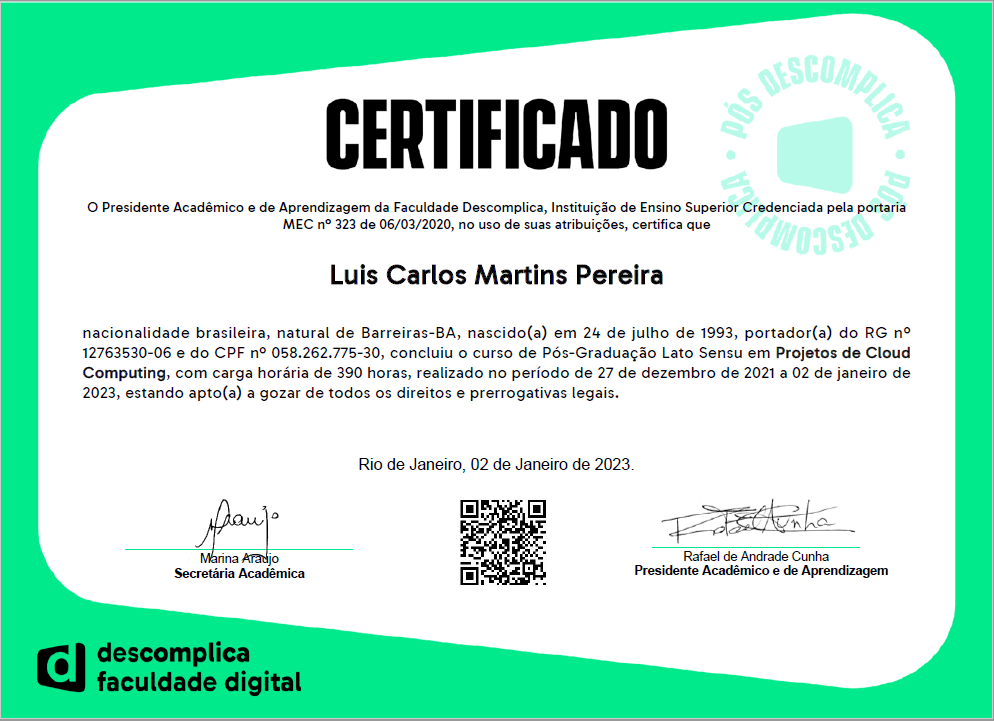 PÓS DESCOMPLICA • PÓS DESCOMPLICA •
CERTIFICADO
O Presidente Acadêmico e de Aprendizagem da Faculdade Descomplica, Instituição de Ensino Superior Credenciada pela portaria
MEC nº 323 de 06/03/2020, no uso de suas atribuições, certifica que
Luis Carlos Martins Pereira
nacionalidade brasileira, natural de Barreiras-BA, nascido(a) em 24 de julho de 1993, portador(a) do RG nº
12763530-06 e do CPF nº 058.262.775-30, concluiu o curso de Pós-Graduação Lato Sensu em Projetos de Cloud
Computing, com carga horária de 390 horas, realizado no período de 27 de dezembro de 2021 a 02 de janeiro de
2023, estando apto(a) a gozar de todos os direitos e prerrogativas legais.
Rio de Janeiro, 02 de Janeiro de 2023.
Araujo
Marina Araújo
Secretária Acadêmica
Rafael Cunha
Rafael de Andrade Cunha
Presidente Acadêmico e de Aprendizagem
d descomplica
faculdade digital